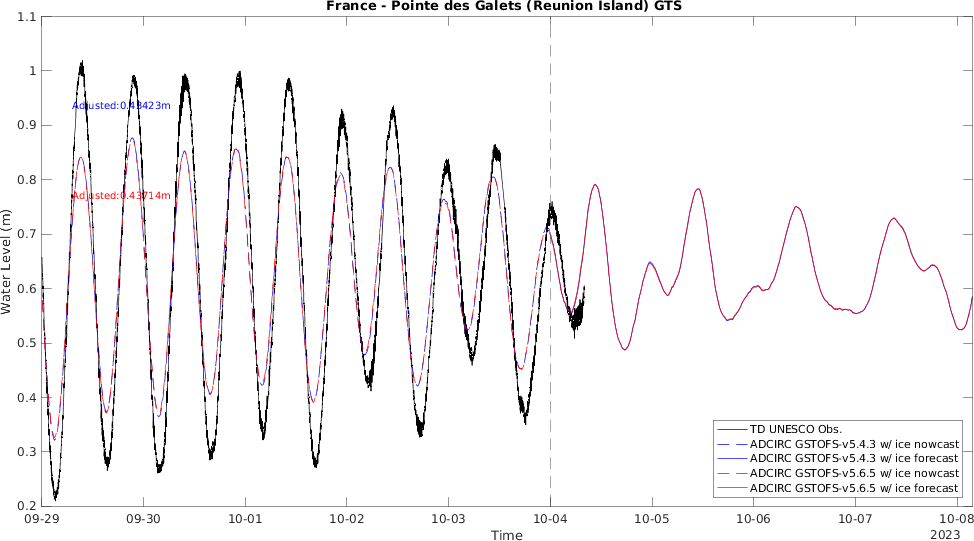 France - Pointe des Galets (Reunion Island) GTS
1.1
1
0.9
0.8
0.7
0.6
0.5
0.4
0.3
0.2
Water Level (m)
Adjusted:0.43423m
Adjusted:0.43714m
TD UNESCO Obs.
ADCIRC GSTOFS-v5.4.3 w/ ice nowcast
ADCIRC GSTOFS-v5.4.3 w/ ice forecast
ADCIRC GSTOFS-v5.6.5 w/ ice nowcast
ADCIRC GSTOFS-v5.6.5 w/ ice forecast
09-29 09-30 10-01 10-02 10-03 10-04 10-05 10-06 10-07 10-08
2023
Time